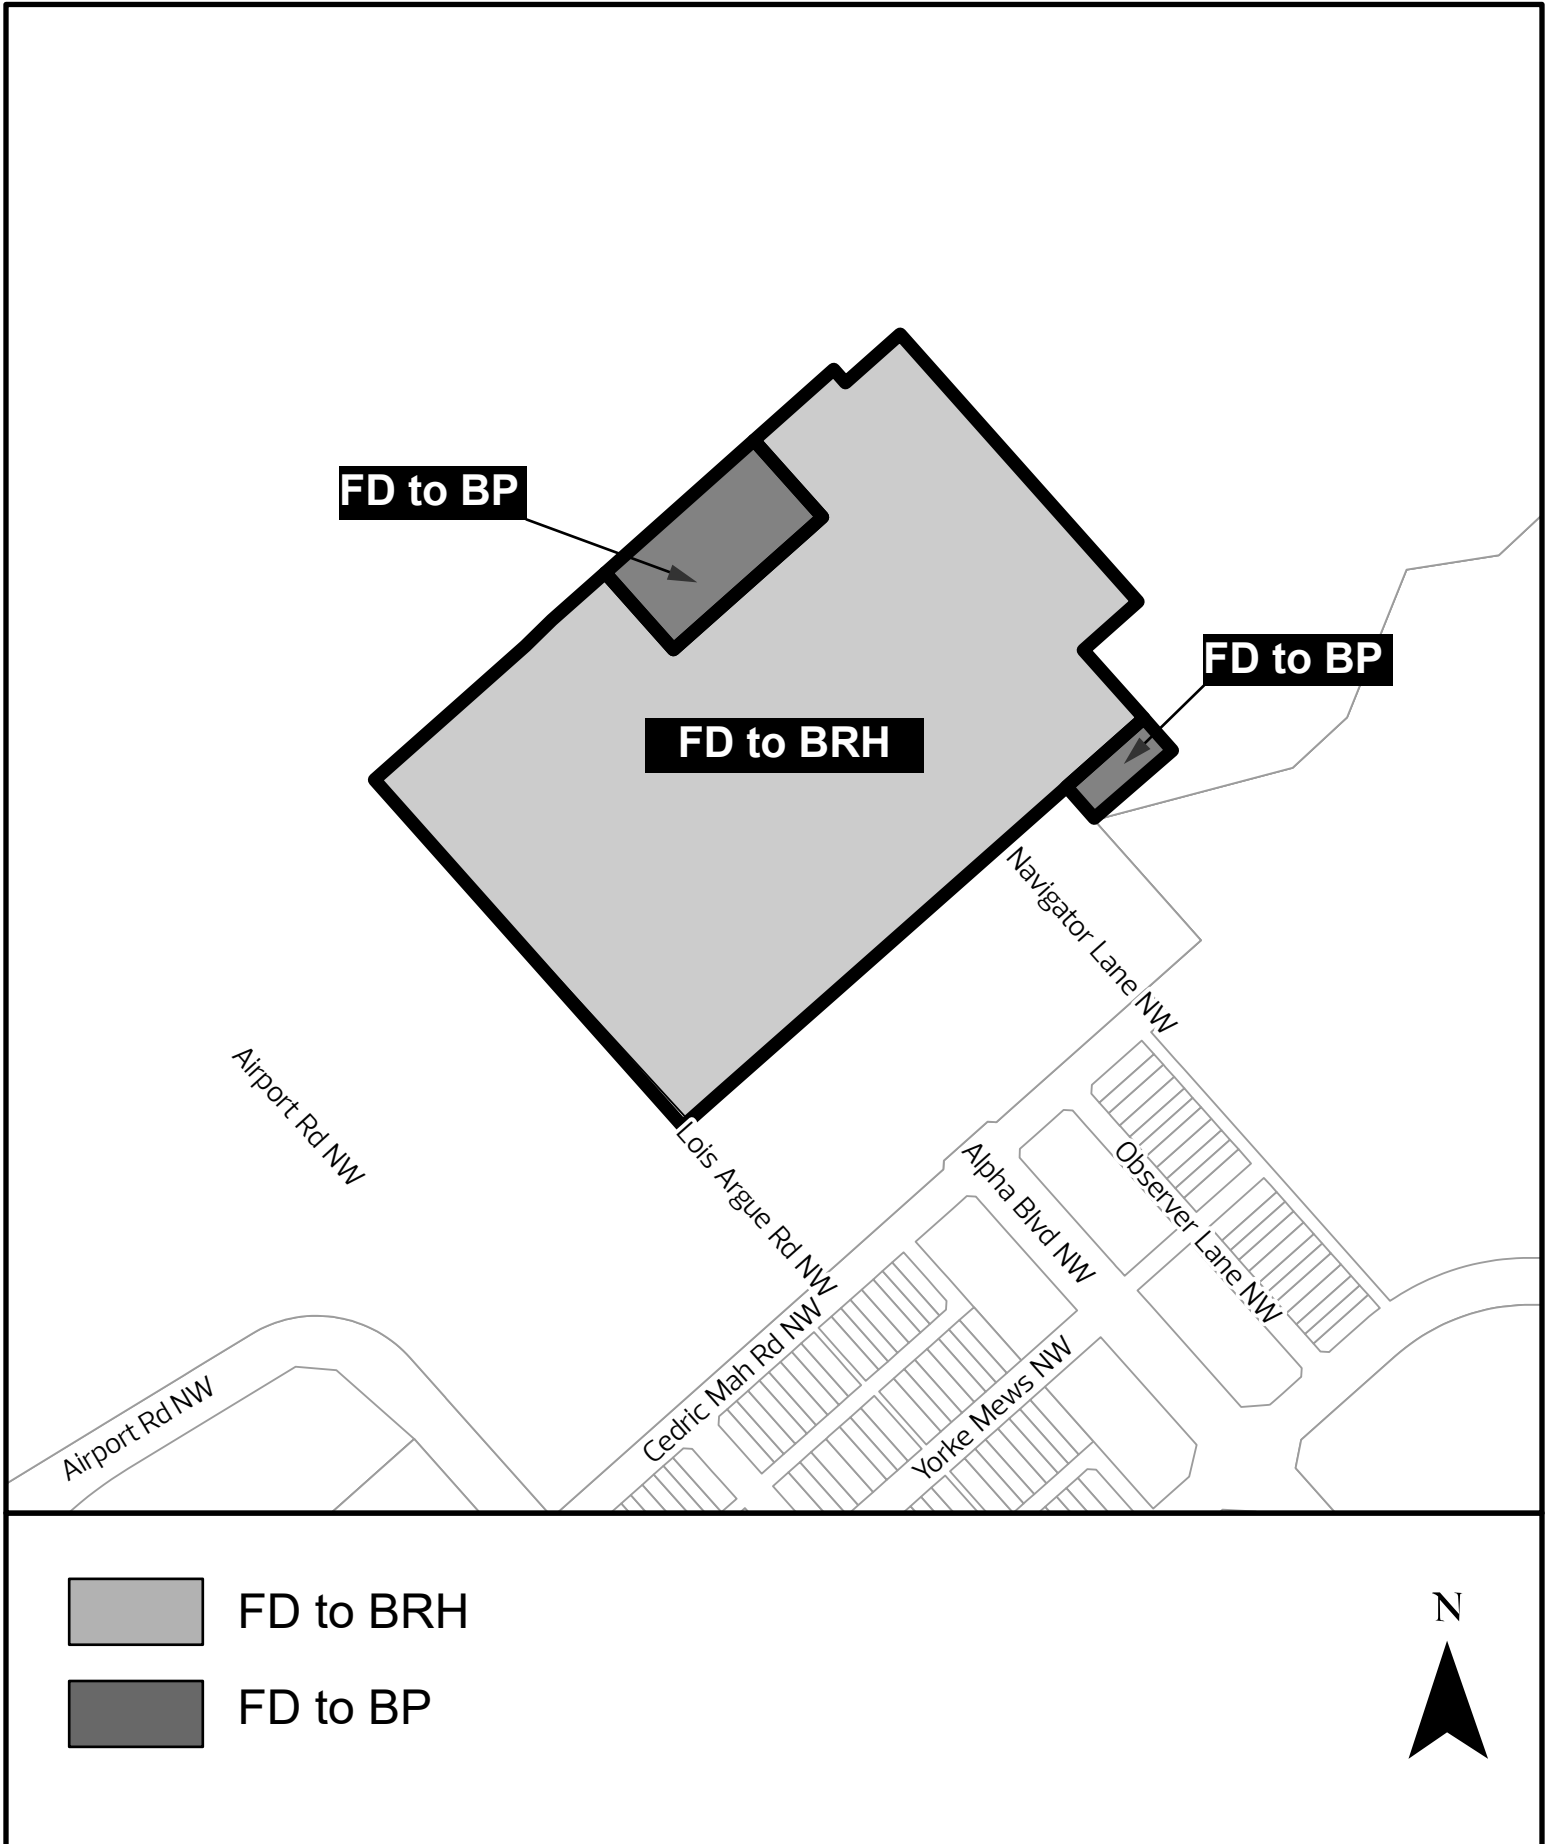 FD to BP
FD to BP
FD to BRH
Navigator Lane NW
Airport Rd NW
Lois Argue Rd NW
Alpha Blvd NW
Observer Lane NW
Cedric Mah Rd NW
Yorke Mews NW
Airport Rd NW
FD to BRH
N
FD to BP